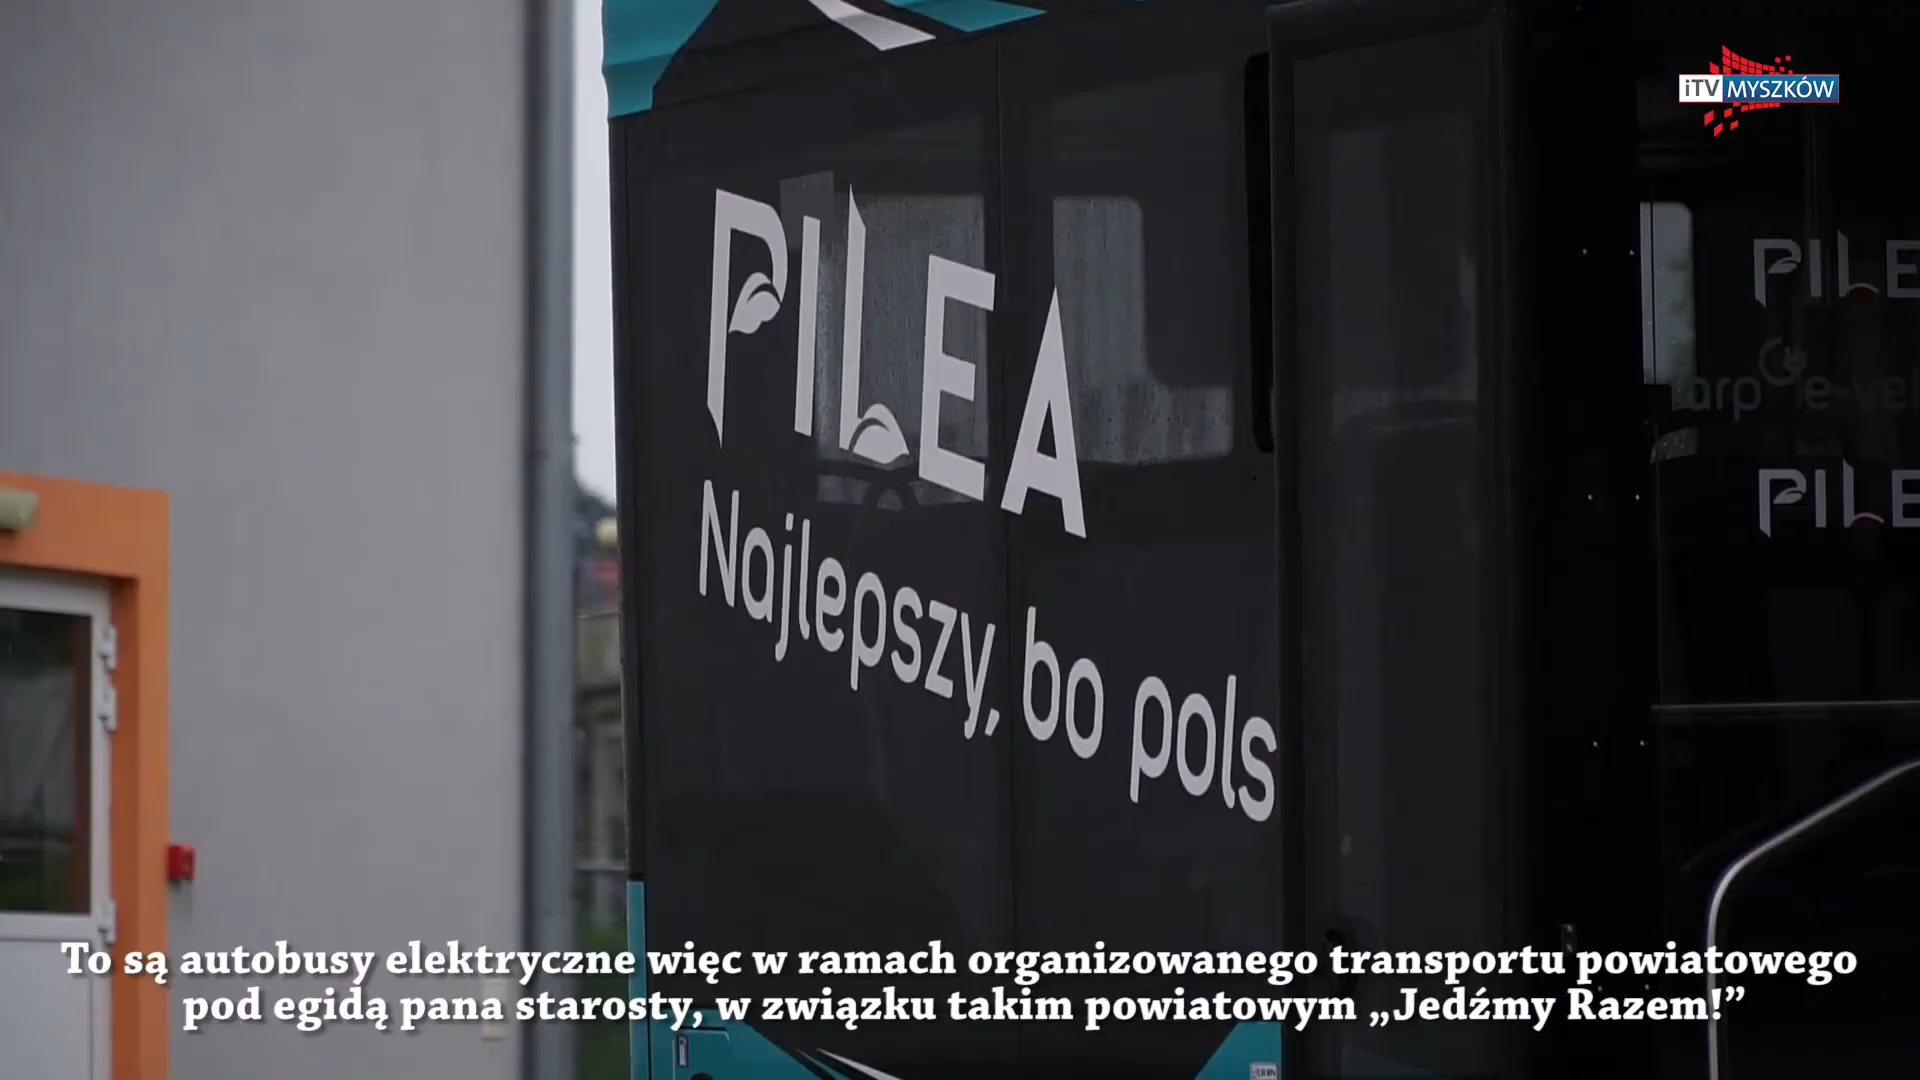 iTV MYSZKÓW
PILEA
Najlepszy, bo pols
PILE
PILE
To są autobusy elektryczne więc w ramach organizowanego transportu powiatowego
pod egidą pana starosty, w związku takim powiatowym „Jedźmy Razem!”